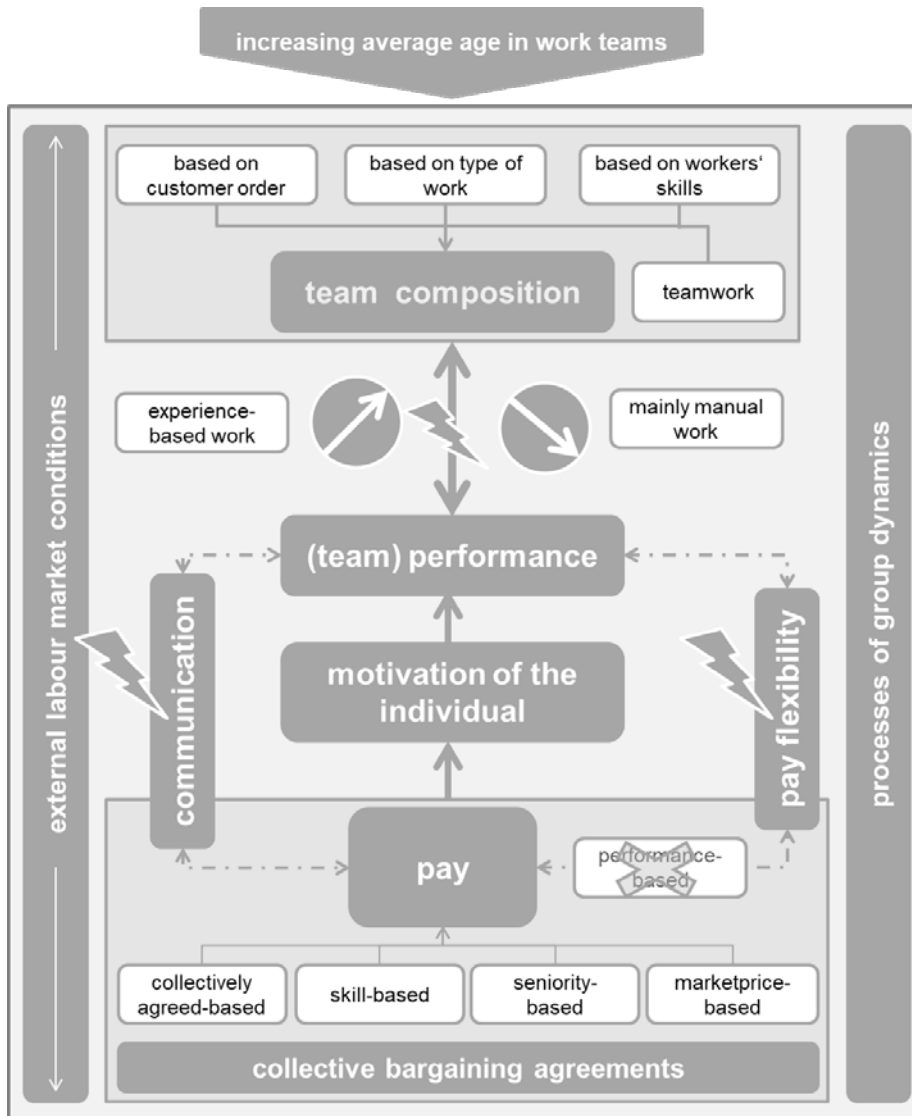 increasing average age in work teams
external labour market conditions
processes of group dynamics
based on
customer order
based on type of
work
based on workers‘
skills
team composition
teamwork
experience-
based work
mainly manual
work
(team) performance
communication
motivation of the
individual
pay flexibility
pay
performance-
based
collectively
agreed-based
skill-based
seniority-
based
marketprice-
based
collective bargaining agreements